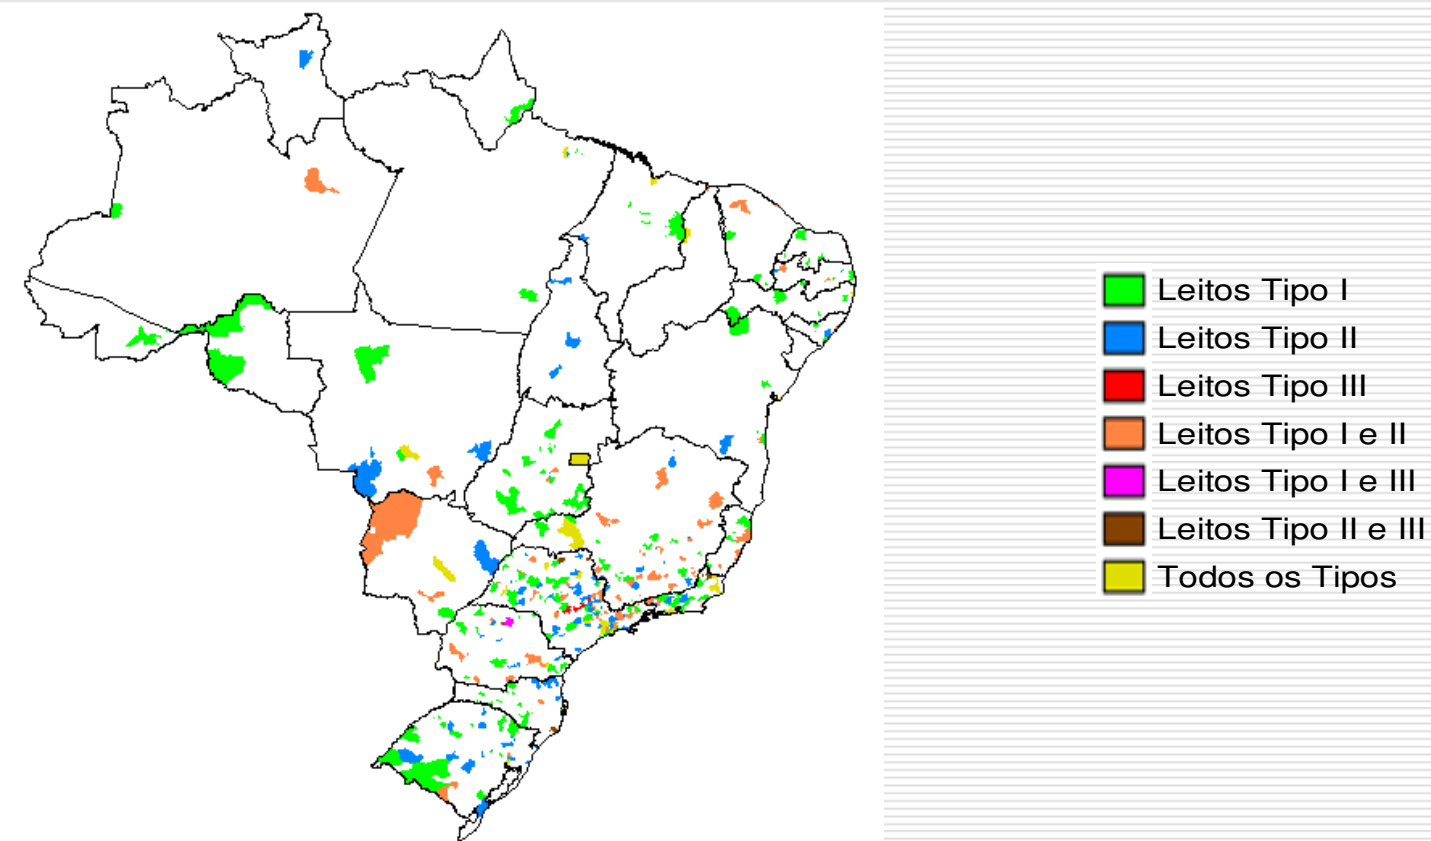 Leitos Tipo I
Leitos Tipo II
Leitos Tipo III
Leitos Tipo I e II
Leitos Tipo I e III
Leitos Tipo II e III
Todos os Tipos